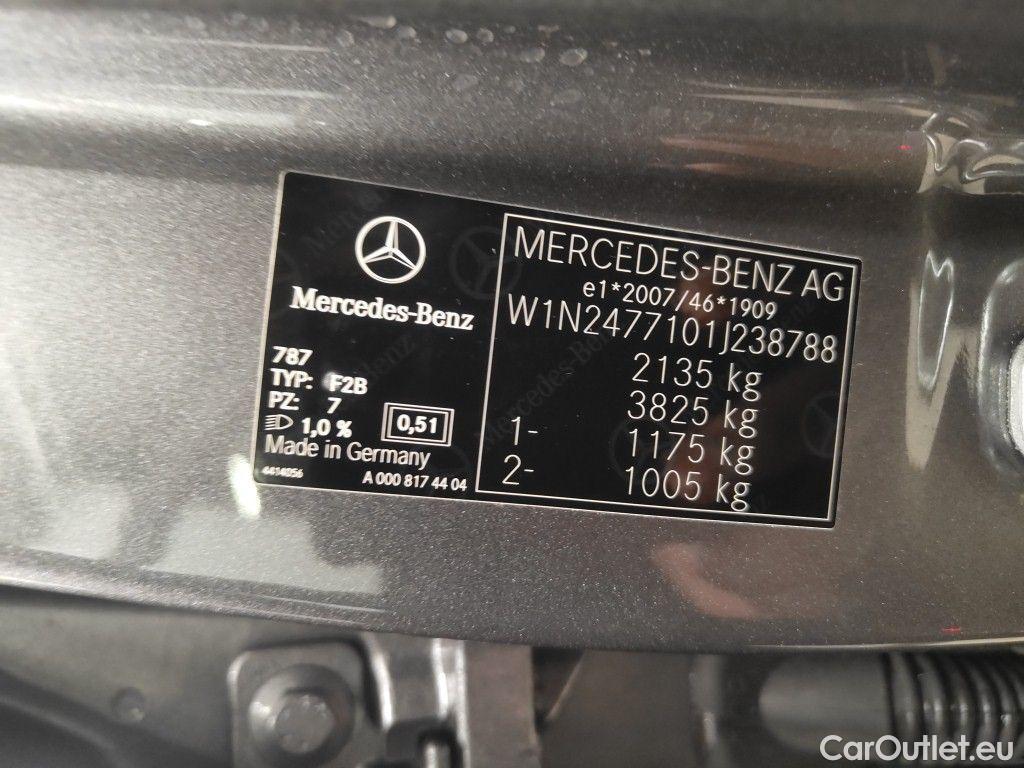 Mercedes-Benz
787
TYP: F2B
PZ: 7
1,0 %
0,51
Made in Germany
4414056
A 000 817 44 04
MERCEDES-BENZ AG
e1*2007/46*1909
W1N2477101J238788
2135 kg
3825 kg
1- 1175 kg
2- 1005 kg
CarOutlet.eu